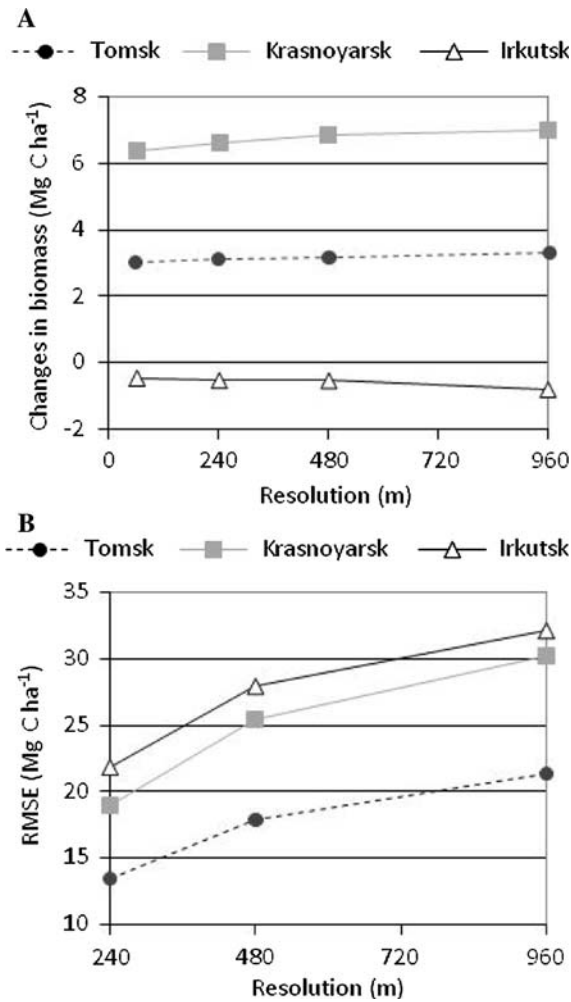 A
Tomsk Krasnoyarsk Irkutsk
8
6
4
2
0
-2
Changes in biomass (Mg C ha⁻¹)
0 240 480 720 960
Resolution (m)
B
Tomsk Krasnoyarsk Irkutsk
35
30
25
20
15
10
RMSE (Mg C ha⁻¹)
240 480 720 960
Resolution (m)